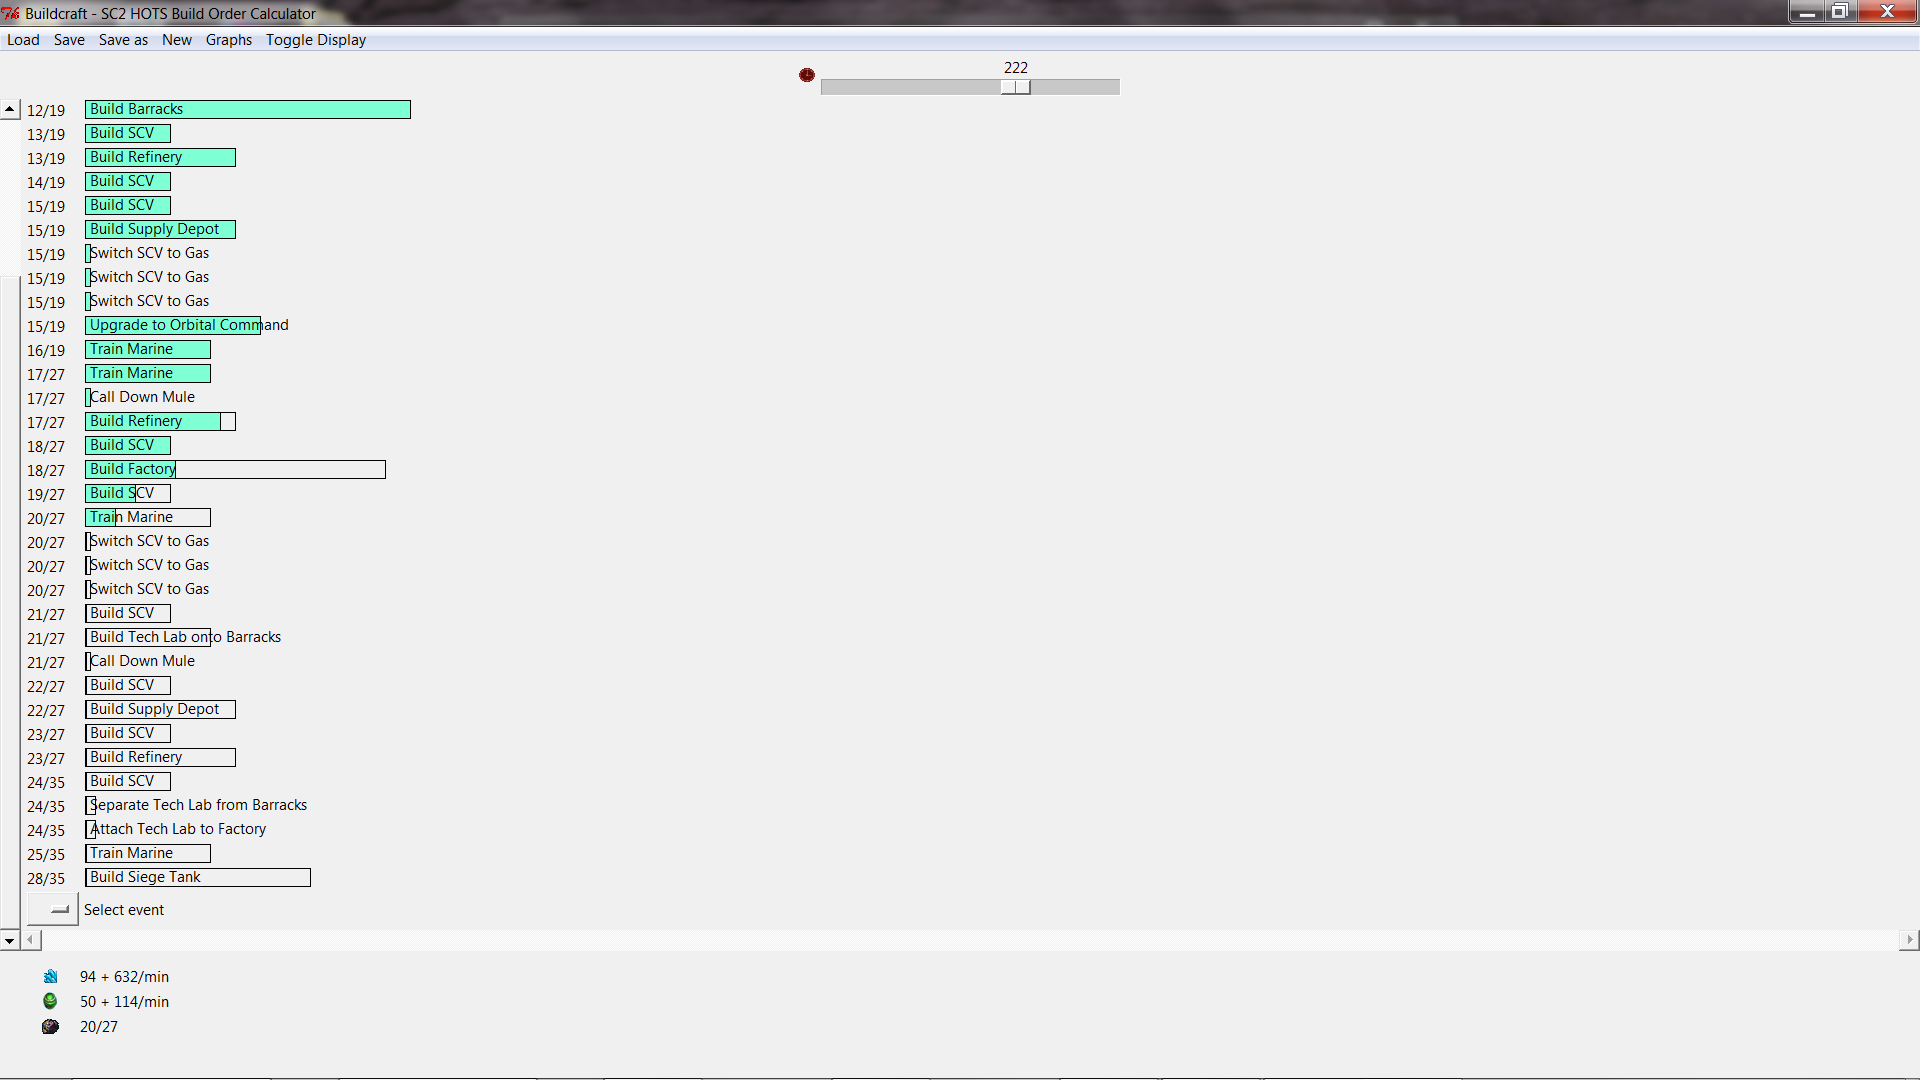 Buildcraft - SC2 HOTS Build Order Calculator
Load Save Save as New Graphs Toggle Display
222
12/19 Build Barracks
13/19 Build SCV
13/19 Build Refinery
14/19 Build SCV
15/19 Build SCV
15/19 Build Supply Depot
15/19 Switch SCV to Gas
15/19 Switch SCV to Gas
15/19 Switch SCV to Gas
15/19 Upgrade to Orbital Command
16/19 Train Marine
17/27 Train Marine
17/27 Call Down Mule
17/27 Build Refinery
18/27 Build SCV
18/27 Build Factory
19/27 Build SCV
20/27 Train Marine
20/27 Switch SCV to Gas
20/27 Switch SCV to Gas
20/27 Switch SCV to Gas
21/27 Build SCV
21/27 Build Tech Lab onto Barracks
21/27 Call Down Mule
22/27 Build SCV
22/27 Build Supply Depot
23/27 Build SCV
23/27 Build Refinery
24/35 Build SCV
24/35 Separate Tech Lab from Barracks
24/35 Attach Tech Lab to Factory
25/35 Train Marine
28/35 Build Siege Tank
Select event
94 + 632/min
50 + 114/min
20/27